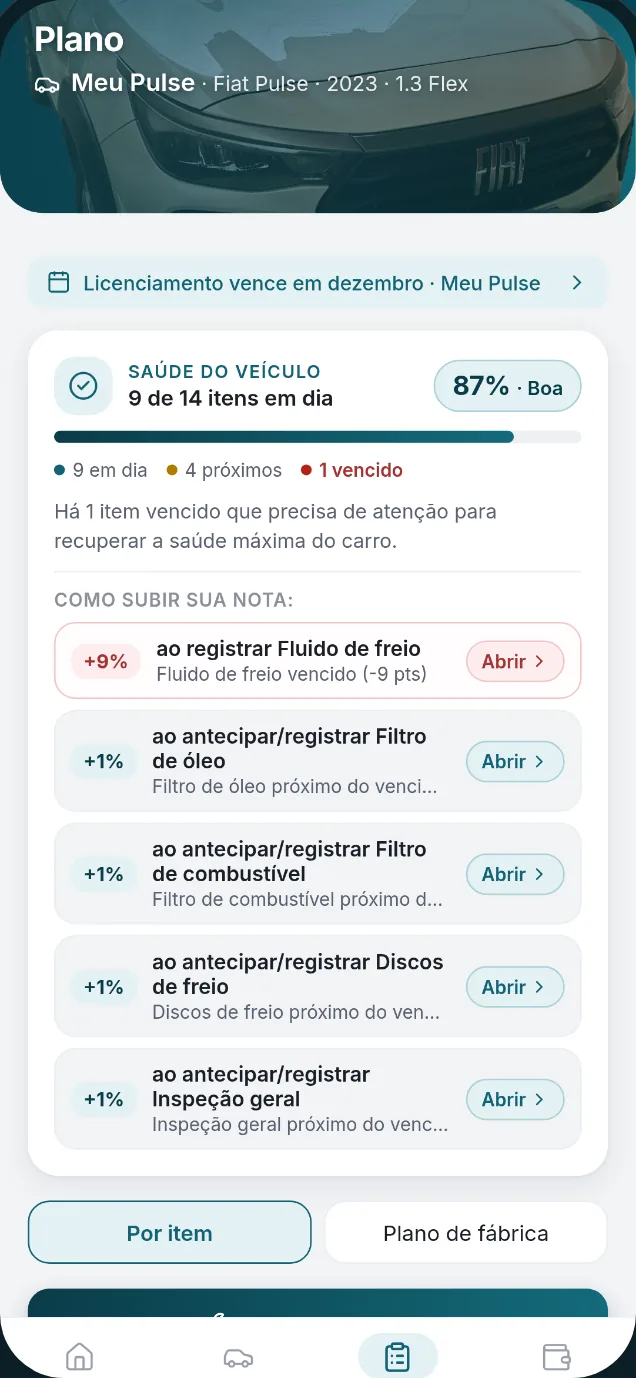 Plano
Meu Pulse · Fiat Pulse · 2023 · 1.3 Flex
FIAT
Licenciamento vence em dezembro · Meu Pulse
SAÚDE DO VEÍCULO
9 de 14 itens em dia
87% · Boa
9 em dia
4 próximos
1 vencido
Há 1 item vencido que precisa de atenção para
recuperar a saúde máxima do carro.
COMO SUBIR SUA NOTA:
+9%
ao registrar Fluido de freio
Fluido de freio vencido (-9 pts)
Abrir
+1%
ao antecipar/registrar Filtro
de óleo
Filtro de óleo próximo do venci...
Abrir
+1%
ao antecipar/registrar Filtro
de combustível
Filtro de combustível próximo d...
Abrir
+1%
ao antecipar/registrar Discos
de freio
Discos de freio próximo do ven...
Abrir
+1%
ao antecipar/registrar
Inspeção geral
Inspeção geral próximo do venc...
Abrir
Por item
Plano de fábrica